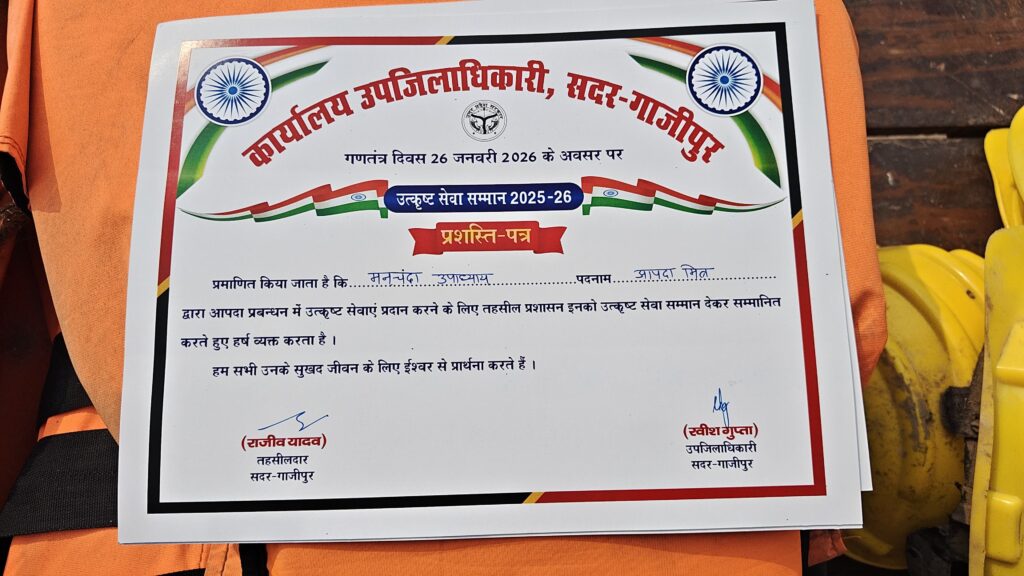 कार्यालय उपजिलाधिकारी, सदर-गाजीपुर
गणतंत्र दिवस 26 जनवरी 2026 के अवसर पर
उत्कृष्ट सेवा सम्मान 2025-26
प्रशस्ति-पत्र
प्रमाणित किया जाता है कि....मनचंदा उपाध्याय....पदनाम....आपदा मित्र....
द्वारा आपदा प्रबन्धन में उत्कृष्ट सेवाएं प्रदान करने के लिए तहसील प्रशासन इनको उत्कृष्ट सेवा सम्मान देकर सम्मानित
करते हुए हर्ष व्यक्त करता है ।
हम सभी उनके सुखद जीवन के लिए ईश्वर से प्रार्थना करते हैं ।
(राजीव यादव)
तहसीलदार
सदर-गाजीपुर
(रवीश गुप्ता)
उपजिलाधिकारी
सदर-गाजीपुर